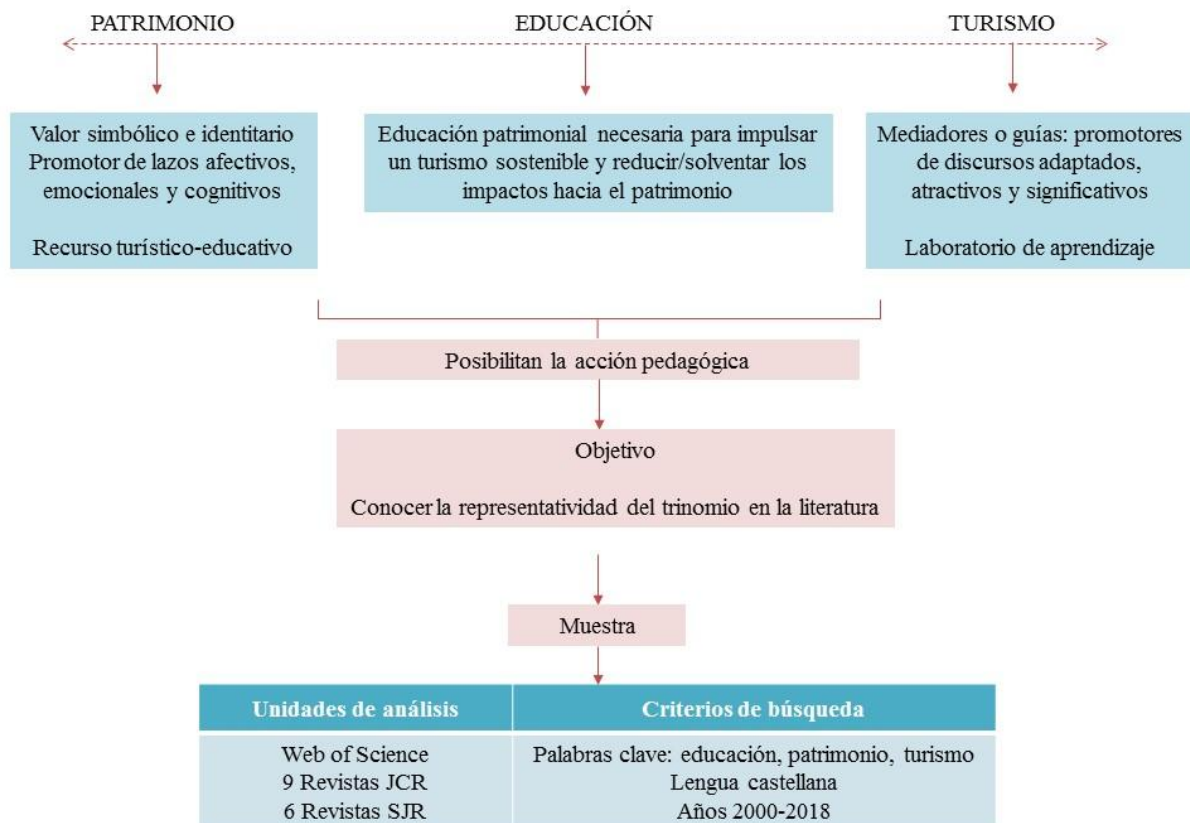 PATRIMONIO
EDUCACIÓN
TURISMO
Valor simbólico e identitario
Promotor de lazos afectivos,
emocionales y cognitivos
Recurso turístico-educativo
Educación patrimonial necesaria para impulsar
un turismo sostenible y reducir/solventar los
impactos hacia el patrimonio
Mediadores o guías: promotores
de discursos adaptados,
atractivos y significativos
Laboratorio de aprendizaje
Posibilitan la acción pedagógica
Objetivo
Conocer la representatividad del trinomio en la literatura
Muestra
Unidades de análisis
Criterios de búsqueda
Web of Science
9 Revistas JCR
6 Revistas SJR
Palabras clave: educación, patrimonio, turismo
Lengua castellana
Años 2000-2018